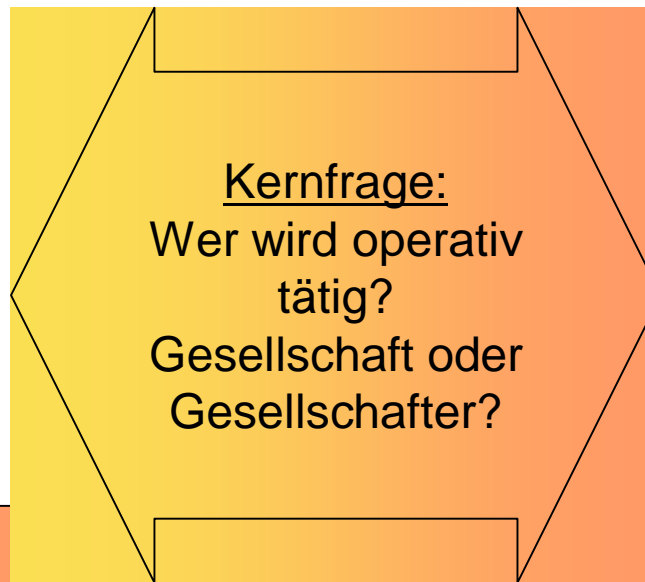 Kernfrage:
Wer wird operativ
tätig?
Gesellschaft oder
Gesellschafter?